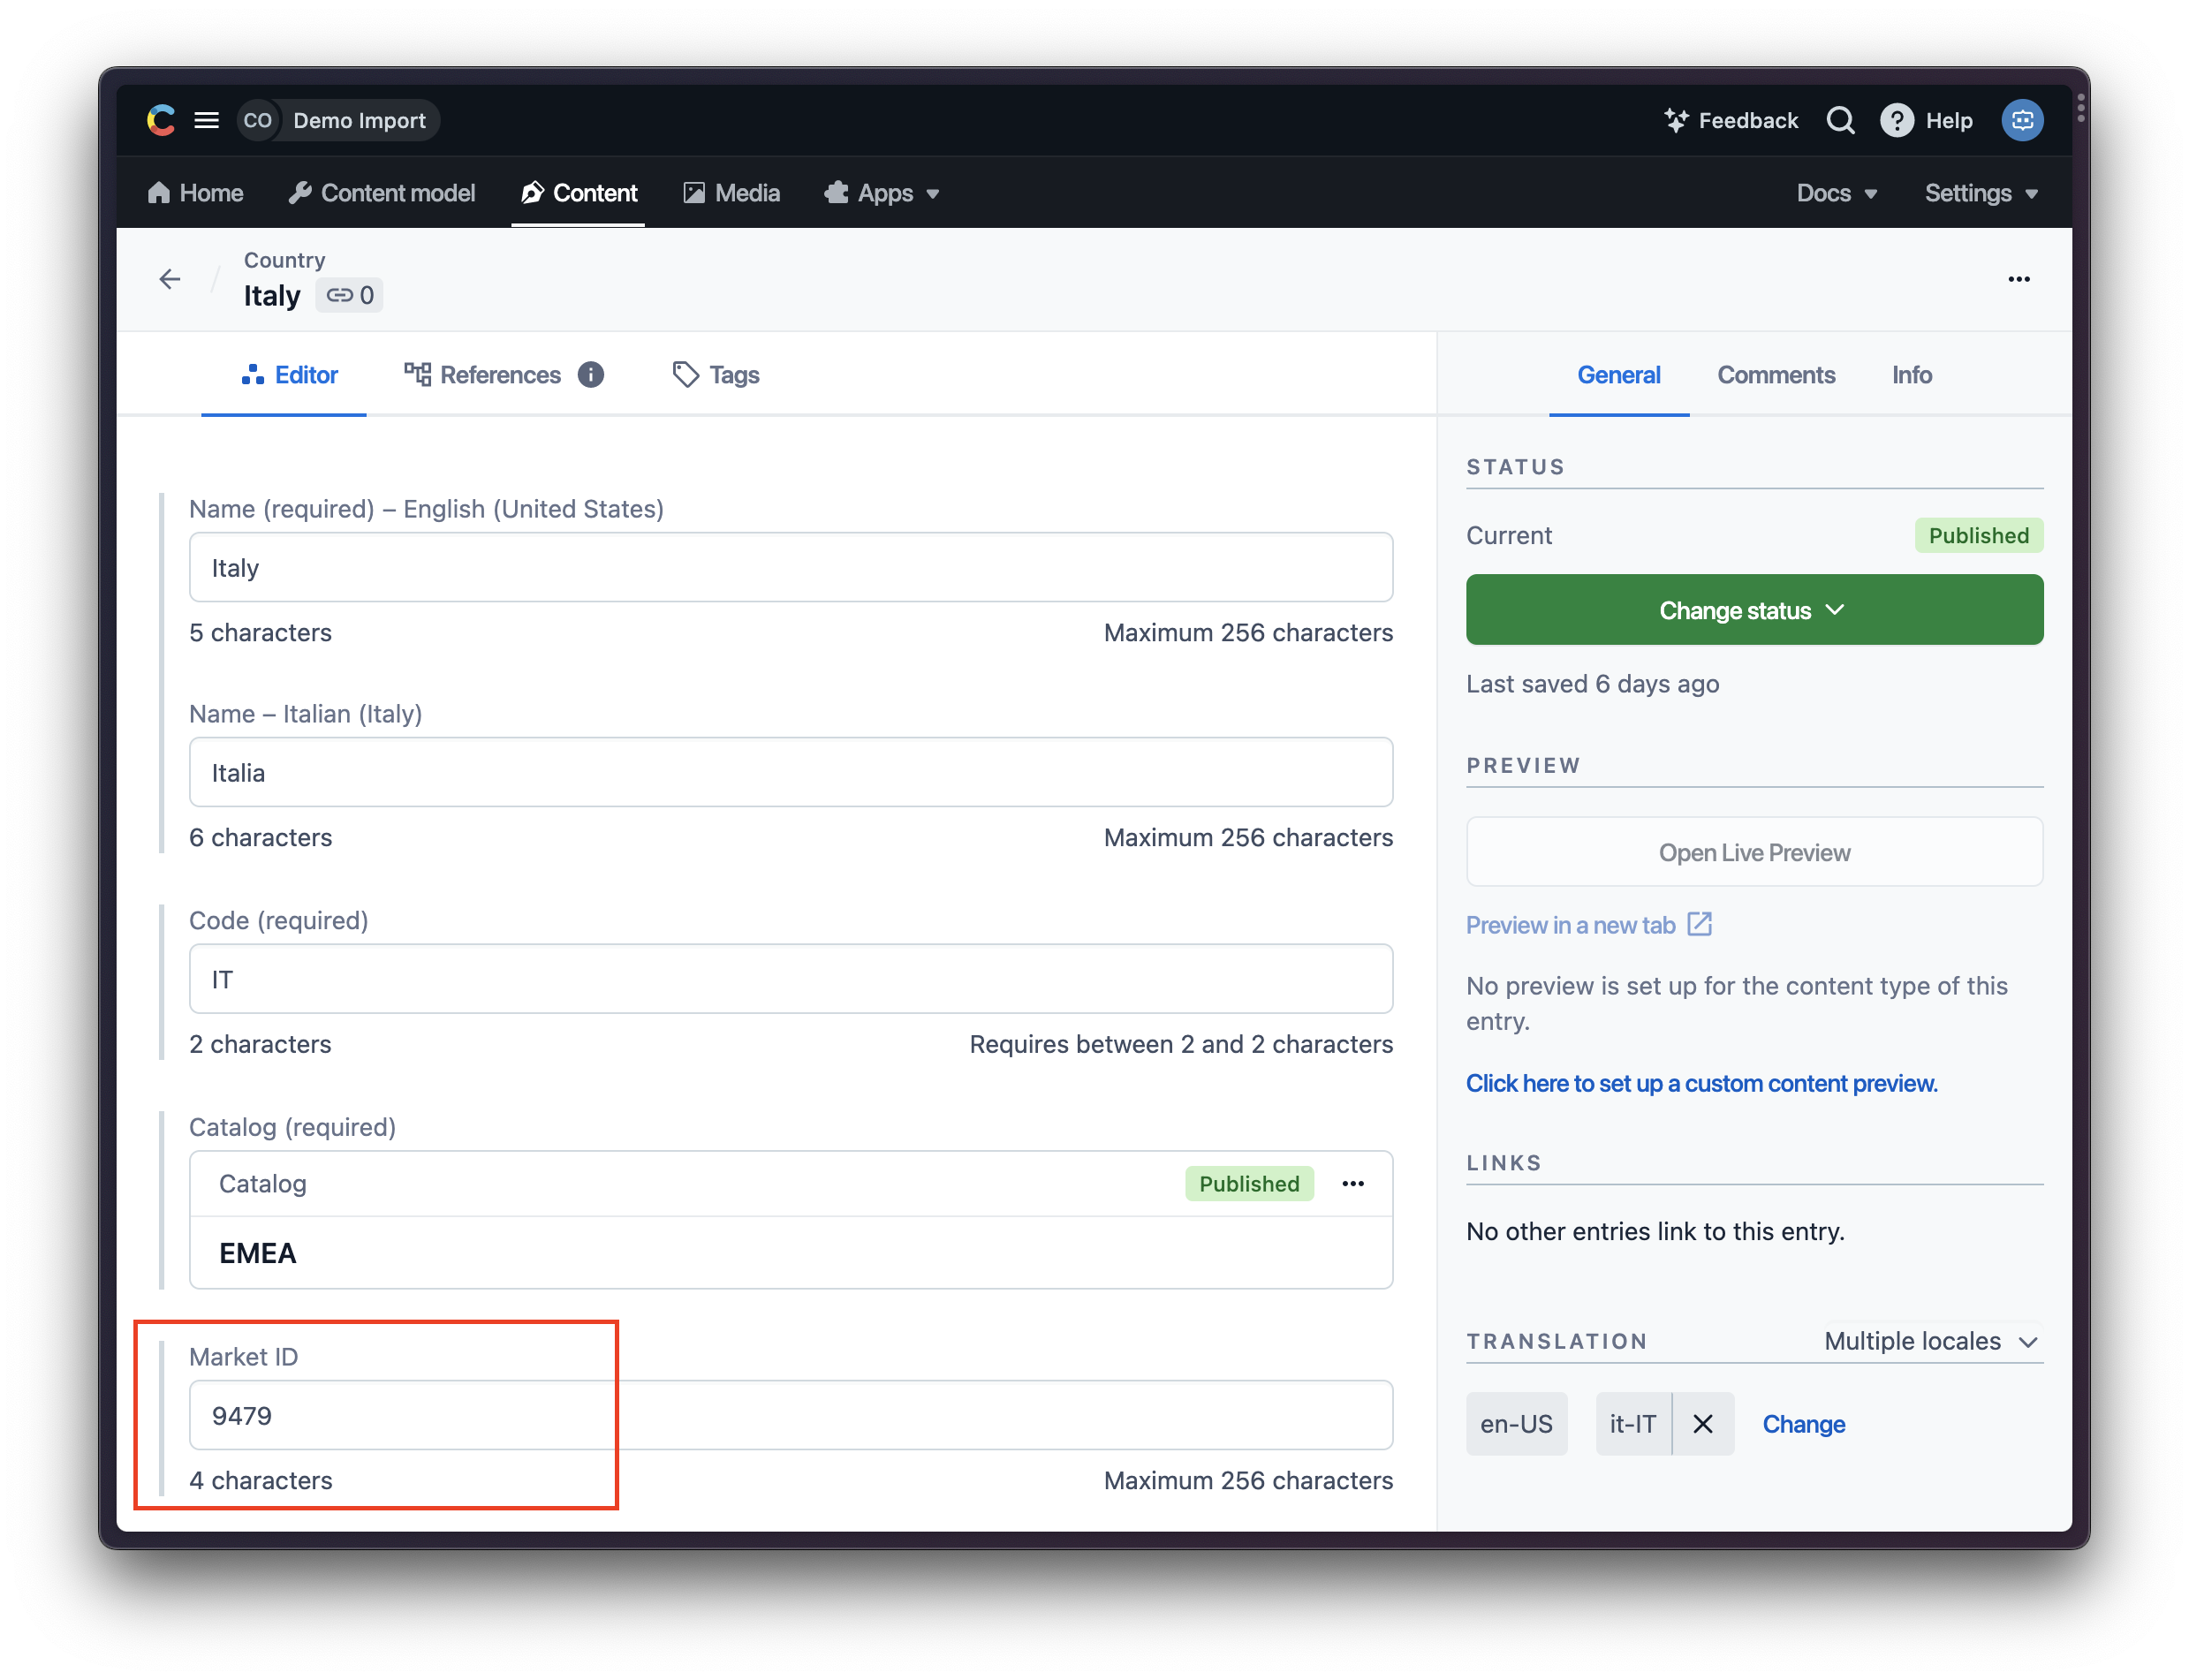 CO Demo Import Feedback ? Help
Home Content model Content Media Apps Docs Settings
Country
Italy 0
Editor References i Tags General Comments Info
Name (required) – English (United States)
Italy
5 characters Maximum 256 characters
Name – Italian (Italy)
Italia
6 characters Maximum 256 characters
Code (required)
IT
2 characters Requires between 2 and 2 characters
Catalog (required)
Catalog Published
EMEA
Market ID
9479
4 characters Maximum 256 characters
STATUS
Current Published
Change status
Last saved 6 days ago
PREVIEW
Open Live Preview
Preview in a new tab
No preview is set up for the content type of this
entry.
Click here to set up a custom content preview.
LINKS
No other entries link to this entry.
TRANSLATION Multiple locales
en-US it-IT Change